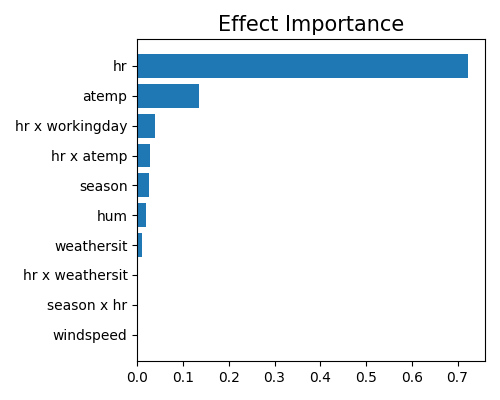 Effect Importance
hr
atemp
hr x workingday
hr x atemp
season
hum
weathersit
hr x weathersit
season x hr
windspeed
0.0 0.1 0.2 0.3 0.4 0.5 0.6 0.7